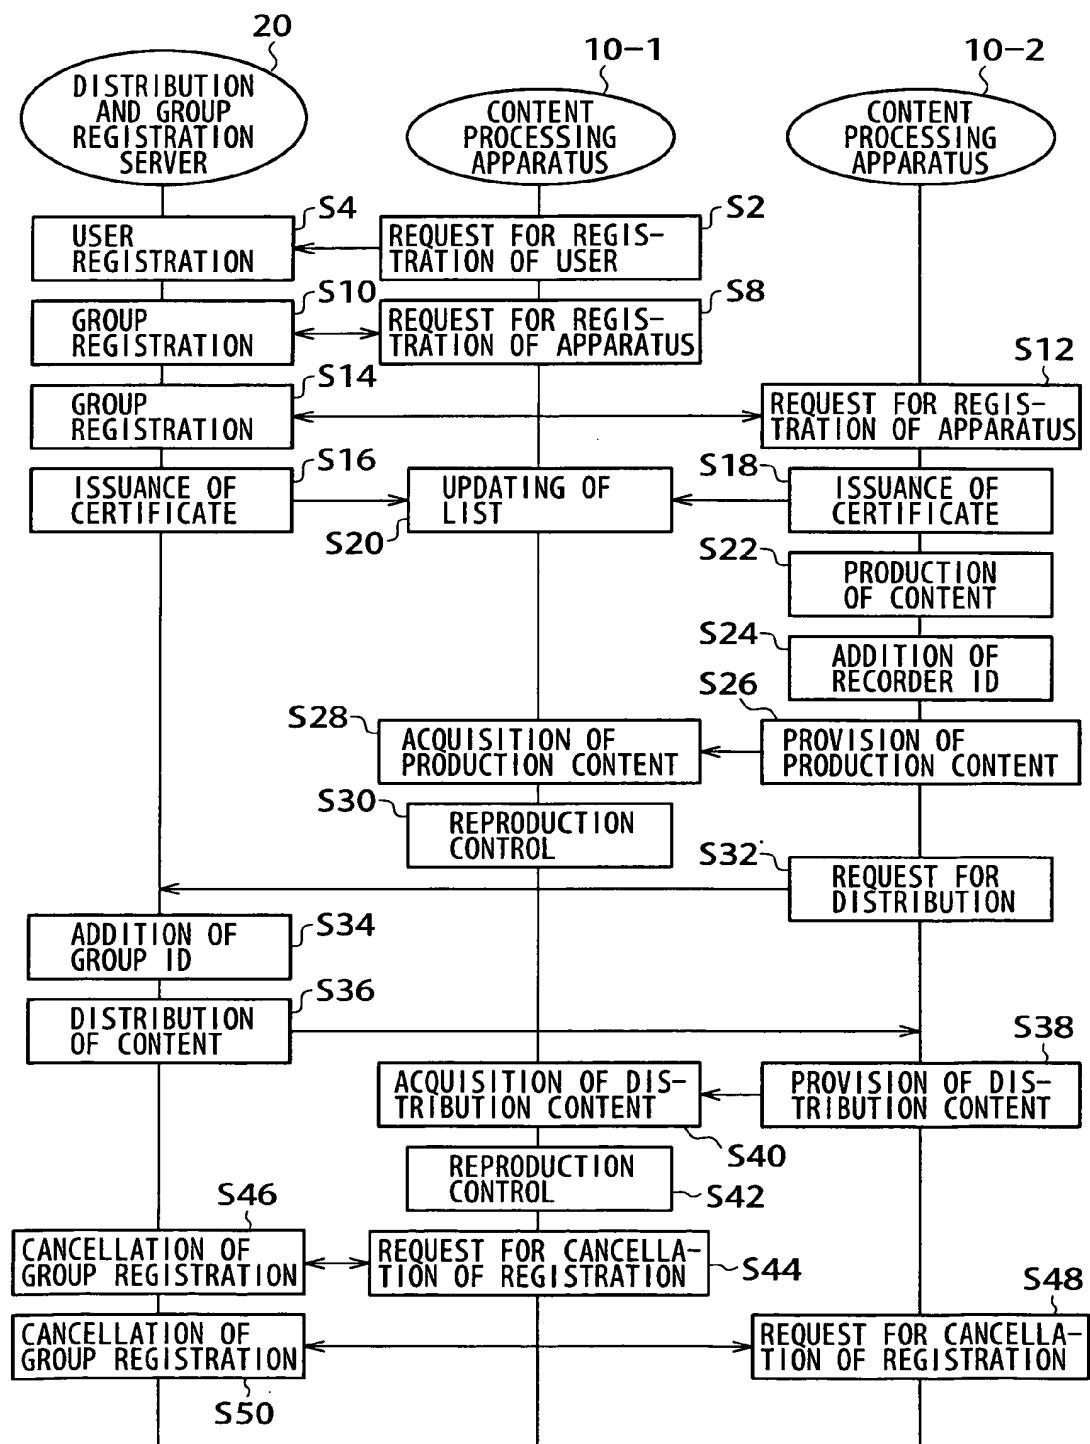 20
DISTRIBUTION
AND GROUP
REGISTRATION
SERVER
10-1
CONTENT
PROCESSING
APPARATUS
10-2
CONTENT
PROCESSING
APPARATUS
S4
USER
REGISTRATION
S2
REQUEST FOR REGIS-
TRATION OF USER
S10
GROUP
REGISTRATION
S8
REQUEST FOR REGIS-
TRATION OF APPARATUS
S14
GROUP
REGISTRATION
S12
REQUEST FOR REGIS-
TRATION OF APPARATUS
S16
ISSUANCE OF
CERTIFICATE
UPDATING OF
LIST
S20
S18
ISSUANCE OF
CERTIFICATE
S22
PRODUCTION
OF CONTENT
S24
ADDITION OF
RECORDER ID
S28
ACQUISITION OF
PRODUCTION CONTENT
S26
PROVISION OF
PRODUCTION CONTENT
S30
REPRODUCTION
CONTROL
S32
REQUEST FOR
DISTRIBUTION
S34
ADDITION OF
GROUP ID
S36
DISTRIBUTION
OF CONTENT
S38
PROVISION OF DIS-
TRIBUTION CONTENT
ACQUISITION OF DIS-
TRIBUTION CONTENT
S40
REPRODUCTION
CONTROL
S42
S46
CANCELLATION OF
GROUP REGISTRATION
REQUEST FOR CANCELLA-
TION OF REGISTRATION
S44
CANCELLATION OF
GROUP REGISTRATION
S50
S48
REQUEST FOR CANCELLA-
TION OF REGISTRATION